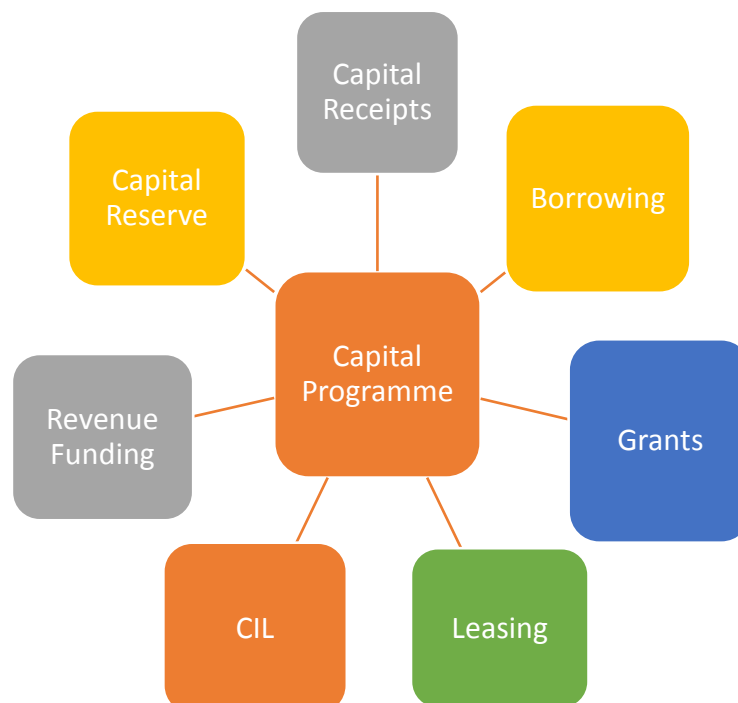 Capital
Receipts
Borrowing
Grants
Leasing
CIL
Revenue
Funding
Capital
Reserve
Capital
Programme